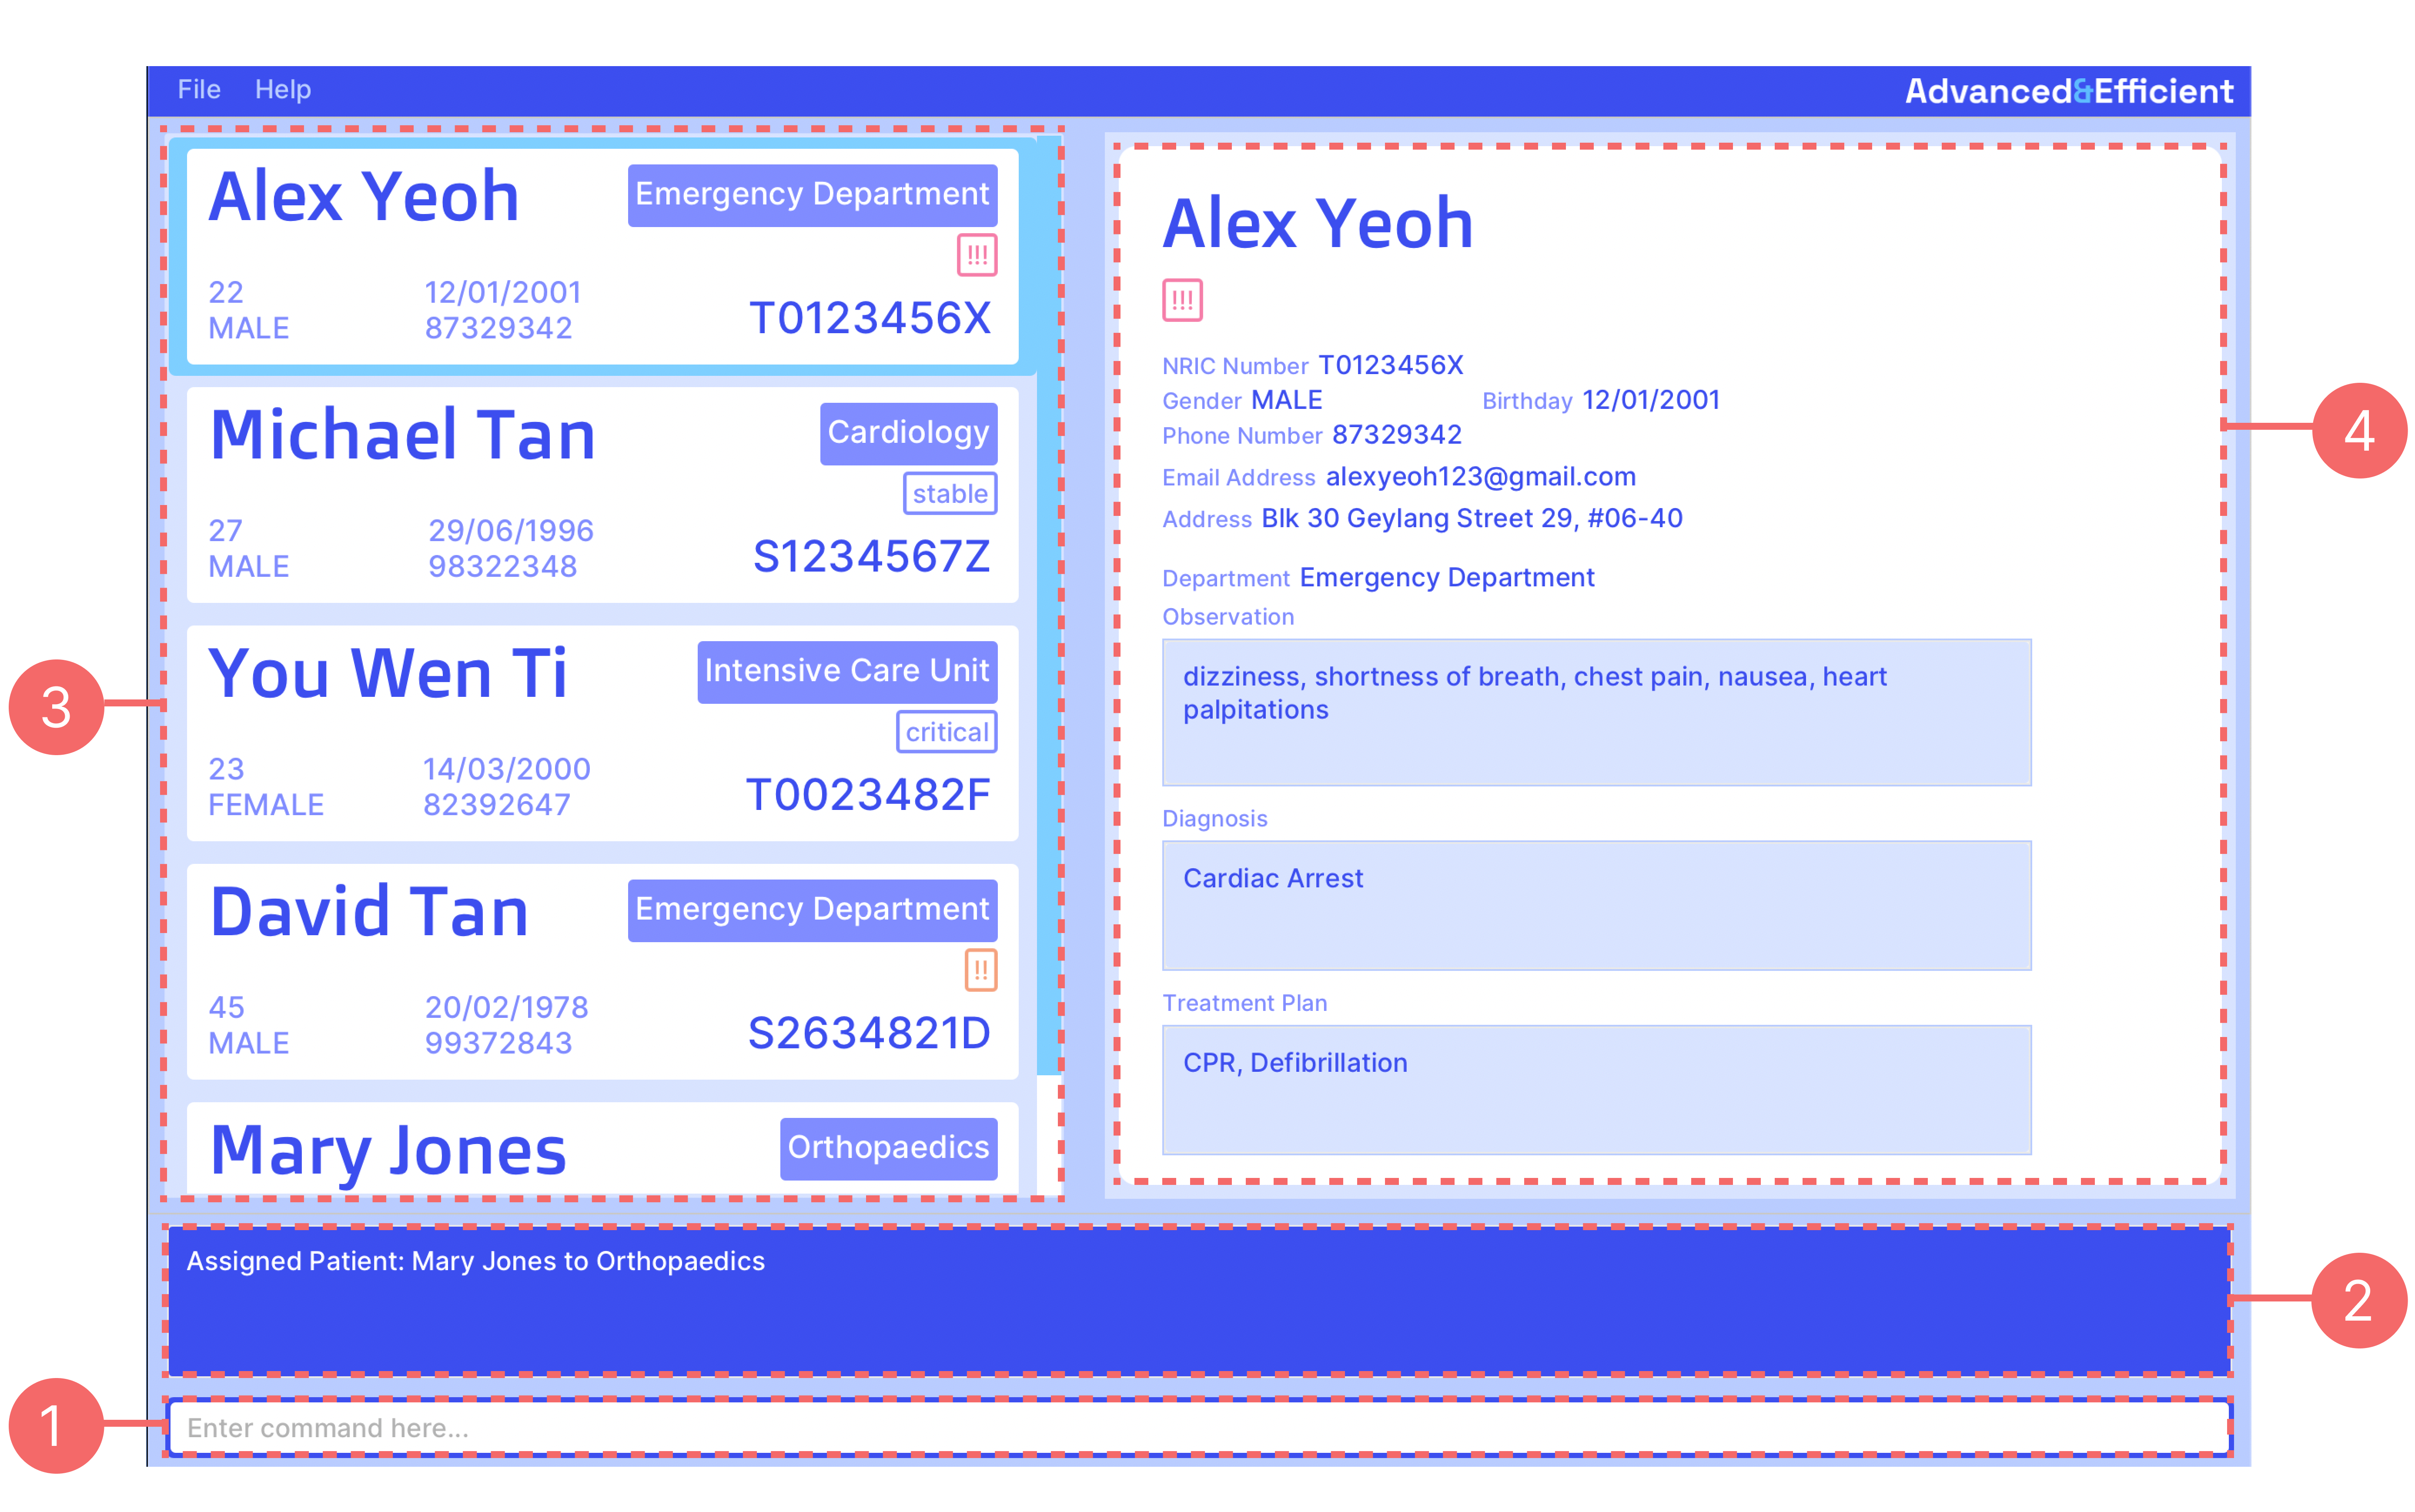 File Help Advanced&Efficient
Alex Yeoh
Emergency Department
!!!
22 12/01/2001
MALE 87329342
T0123456X
Michael Tan
Cardiology
stable
27 29/06/1996
MALE 98322348
S1234567Z
You Wen Ti
Intensive Care Unit
critical
23 14/03/2000
FEMALE 82392647
T0023482F
David Tan
Emergency Department
!!
45 20/02/1978
MALE 99372843
S2634821D
Mary Jones
Orthopaedics
3
Alex Yeoh
!!!
NRIC Number T0123456X
Gender MALE Birthday 12/01/2001
Phone Number 87329342
Email Address alexyeoh123@gmail.com
Address Blk 30 Geylang Street 29, #06-40
Department Emergency Department
Observation
dizziness, shortness of breath, chest pain, nausea, heart
palpitations
Diagnosis
Cardiac Arrest
Treatment Plan
CPR, Defibrillation
4
Assigned Patient: Mary Jones to Orthopaedics
2
1
Enter command here...